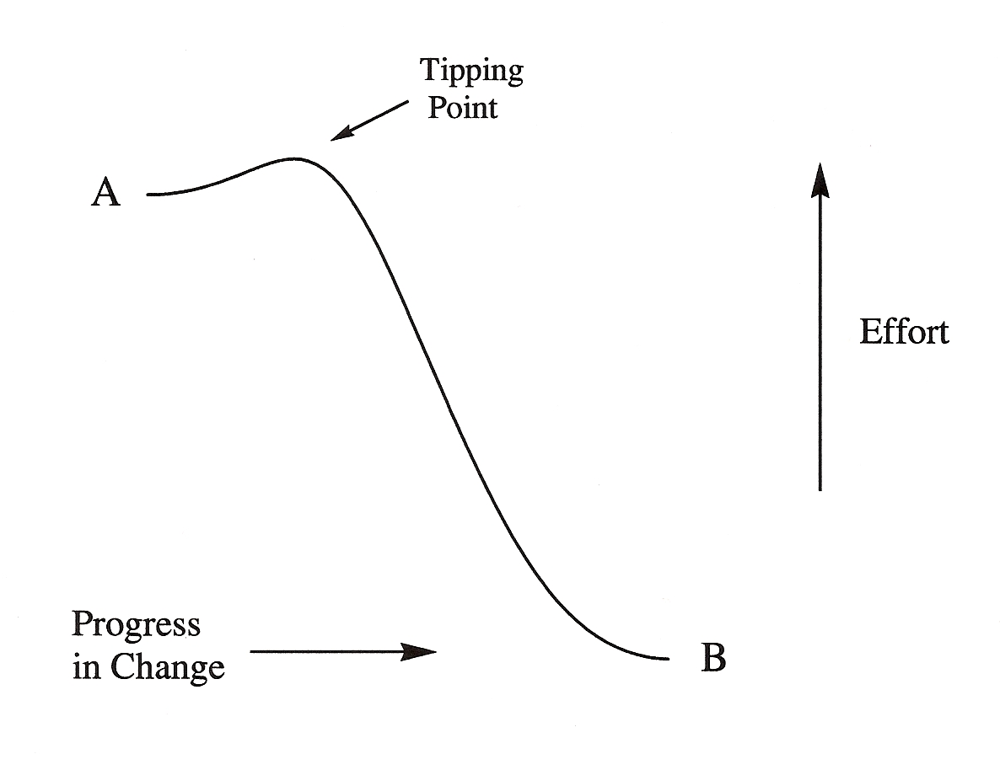 Tipping
Point
A
Effort
Progress
in Change
B